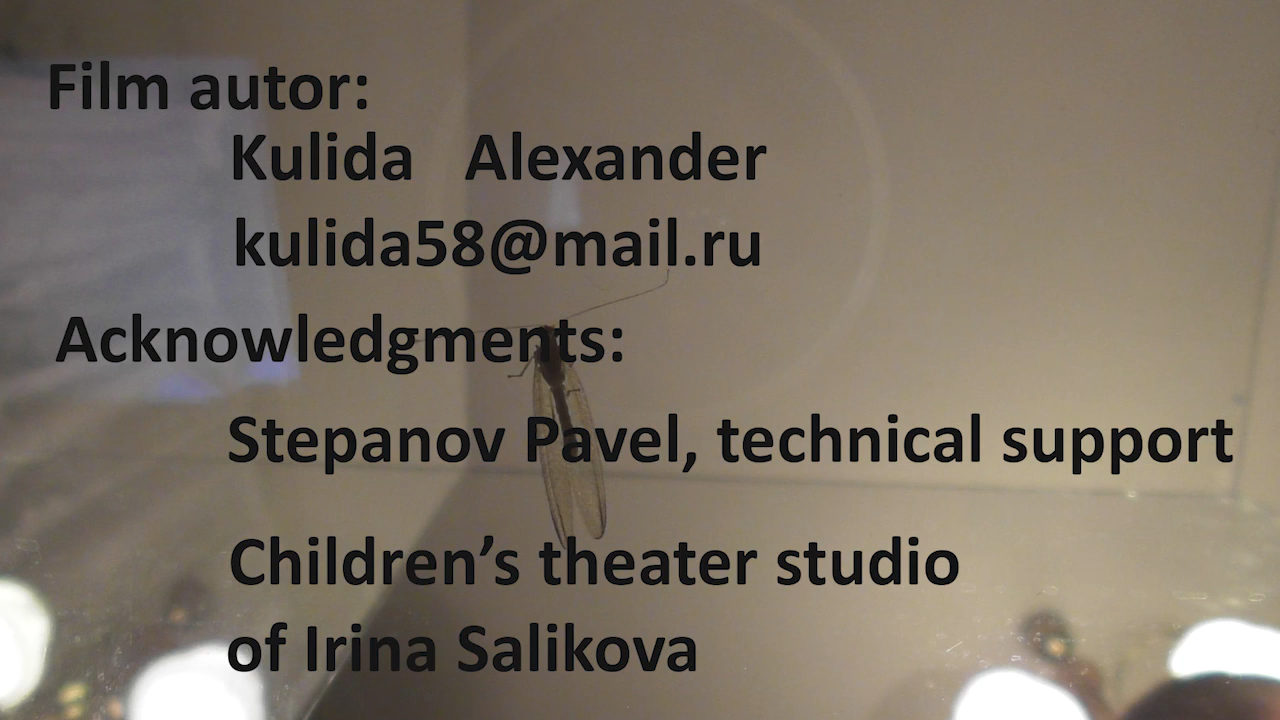 Film autor:
Kulida Alexander
kulida58@mail.ru
Acknowledgments:
Stepanov Pavel, technical support
Children’s theater studio
of Irina Salikova